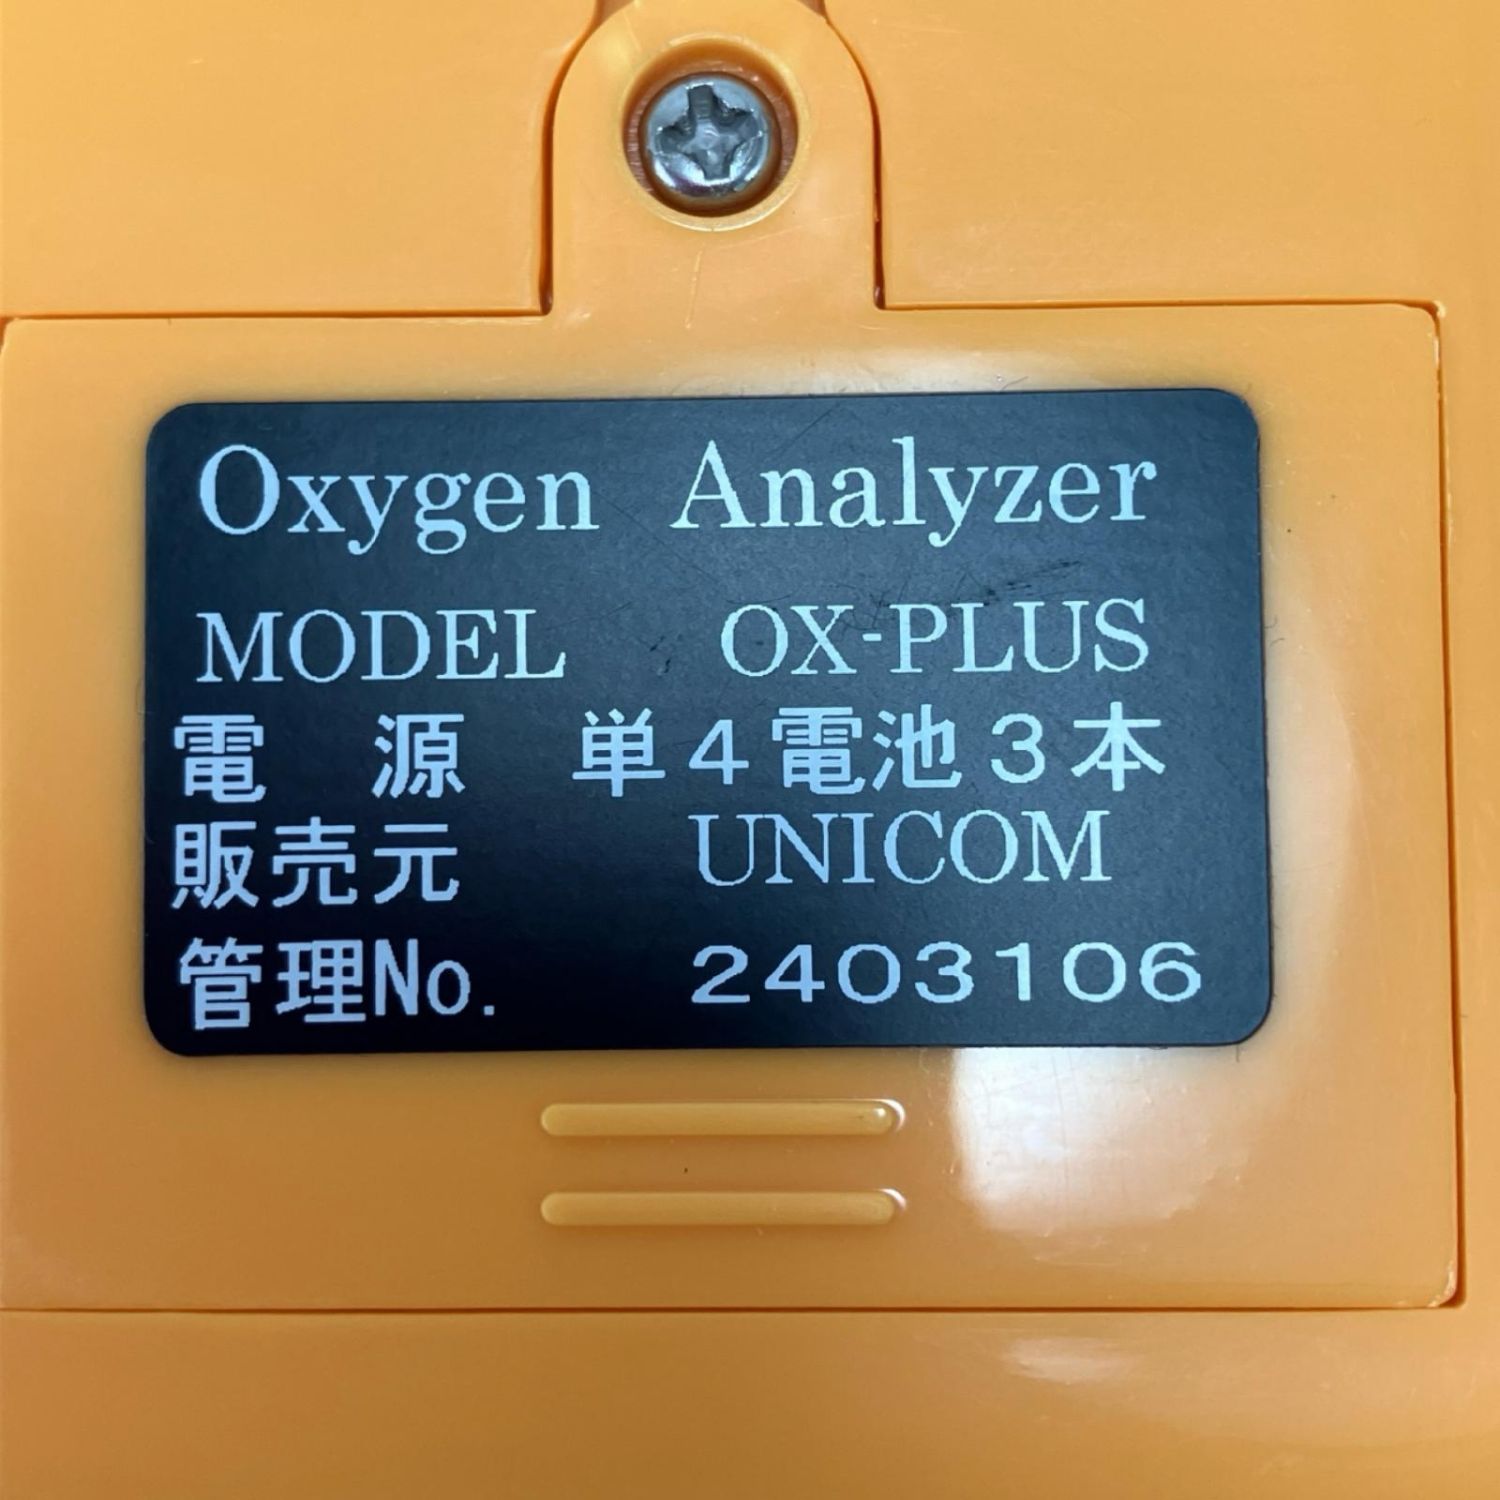 Oxygen Analyzer
MODEL OX-PLUS
電 源 単4電池3本
販売元 UNICOM
管理No. 2403106